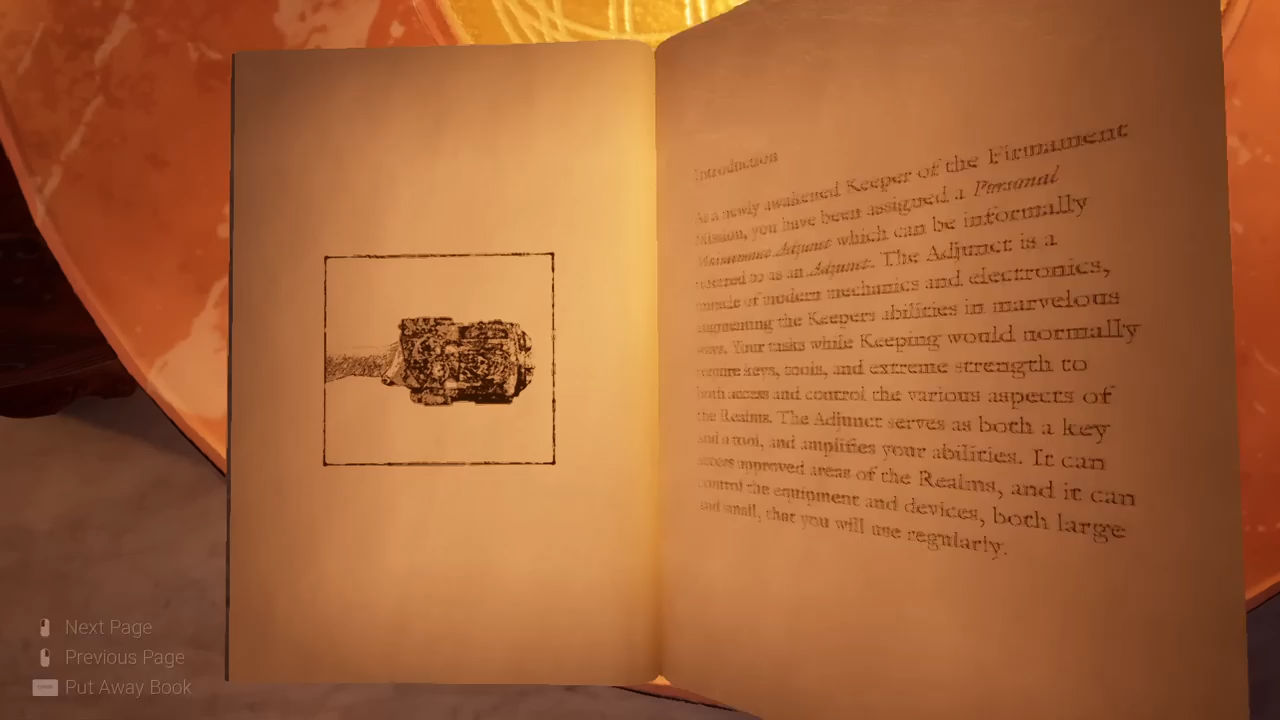 Introduction
As a newly awakened Keeper of the Firmament
Mission, you have been assigned a Personal
Maintenance Adjunct which can be informally
referred to as an Adjunct. The Adjunct is a
miracle of modern mechanics and electronics,
augmenting the Keepers abilities in marvelous
ways. Your tasks while Keeping would normally
require keys, tools, and extreme strength to
both access and control the various aspects of
the Realms. The Adjunct serves as both a key
and a tool, and amplifies your abilities. It can
access approved areas of the Realms, and it can
control the equipment and devices, both large
and small, that you will use regularly.
Next Page
Previous Page
Put Away Book